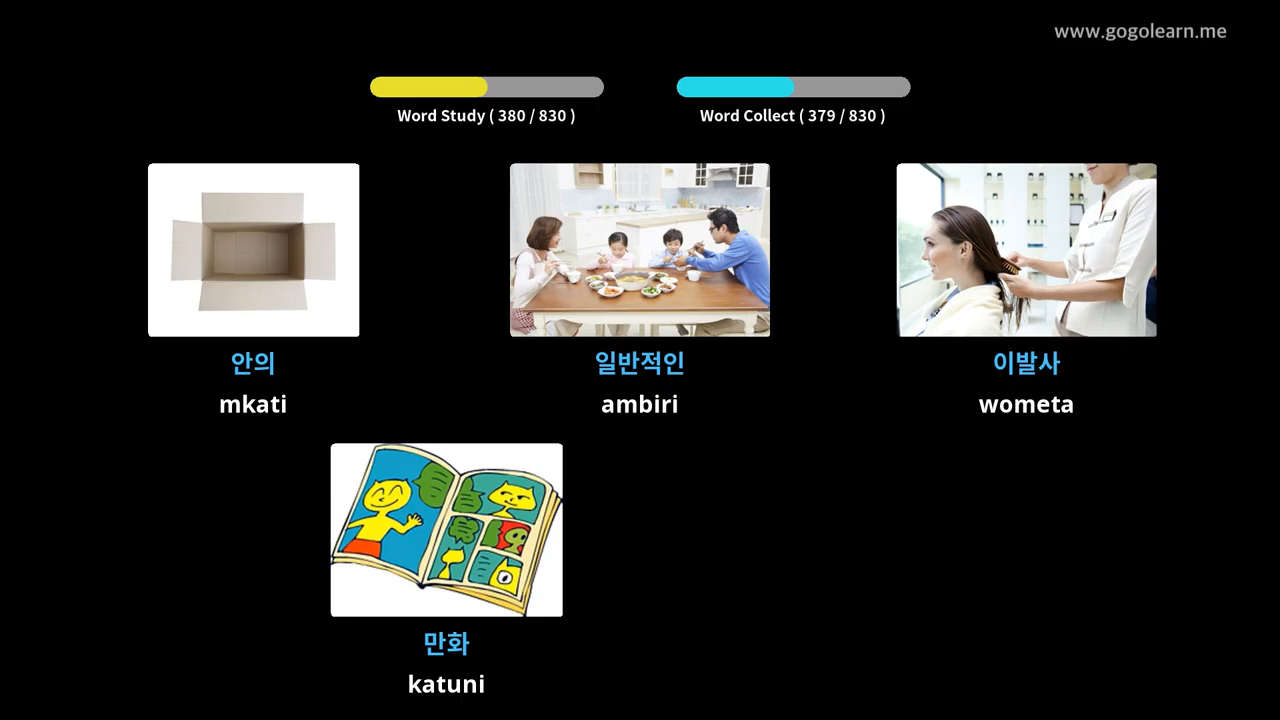 www.gogolearn.me
Word Study ( 380 / 830 )
Word Collect ( 379 / 830 )
안의
mkati
일반적인
ambiri
이발사
wometa
만화
katuni